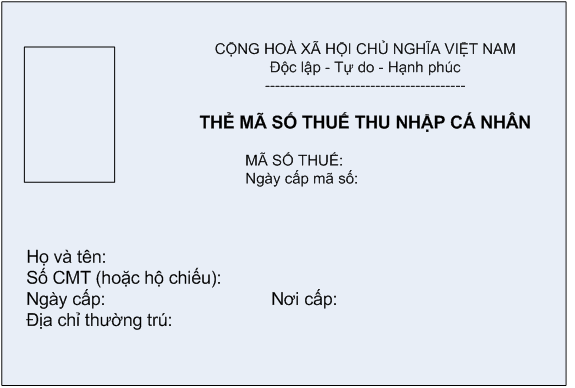 CỘNG HOÀ XÃ HỘI CHỦ NGHĨA VIỆT NAM
Độc lập - Tự do - Hạnh phúc
----------------------------------------
THẺ MÃ SỐ THUẾ THU NHẬP CÁ NHÂN
MÃ SỐ THUẾ:
Ngày cấp mã số:
Họ và tên:
Số CMT (hoặc hộ chiếu):
Ngày cấp: Nơi cấp:
Địa chỉ thường trú: